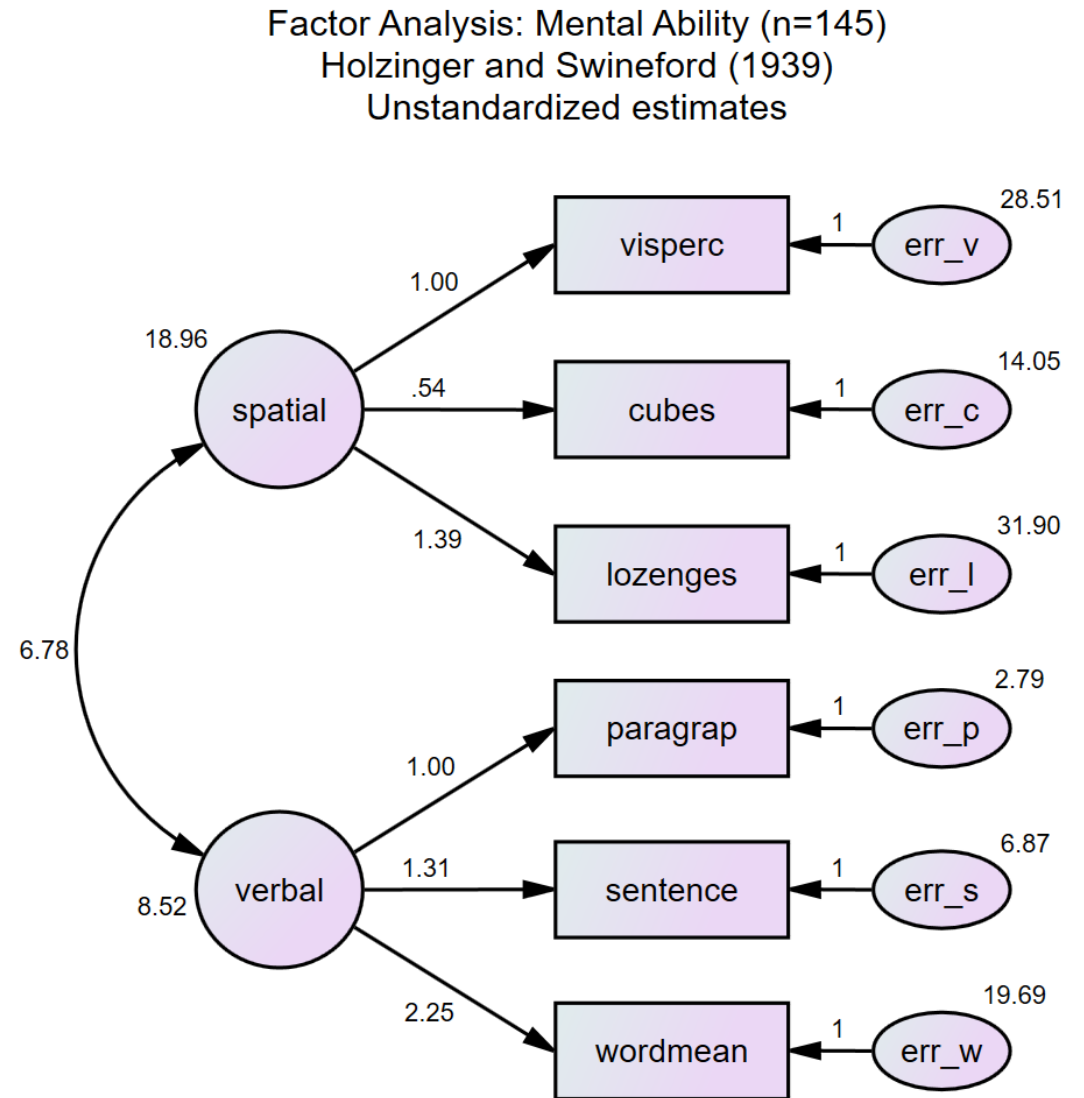 Factor Analysis: Mental Ability (n=145)
Holzinger and Swineford (1939)
Unstandardized estimates
28.51
visperc
1
err_v
1.00
18.96
14.05
spatial
.54
cubes
1
err_c
31.90
1.39
lozenges
1
err_l
6.78
2.79
paragrap
1
err_p
1.00
6.87
verbal
1.31
sentence
1
err_s
8.52
19.69
2.25
wordmean
1
err_w